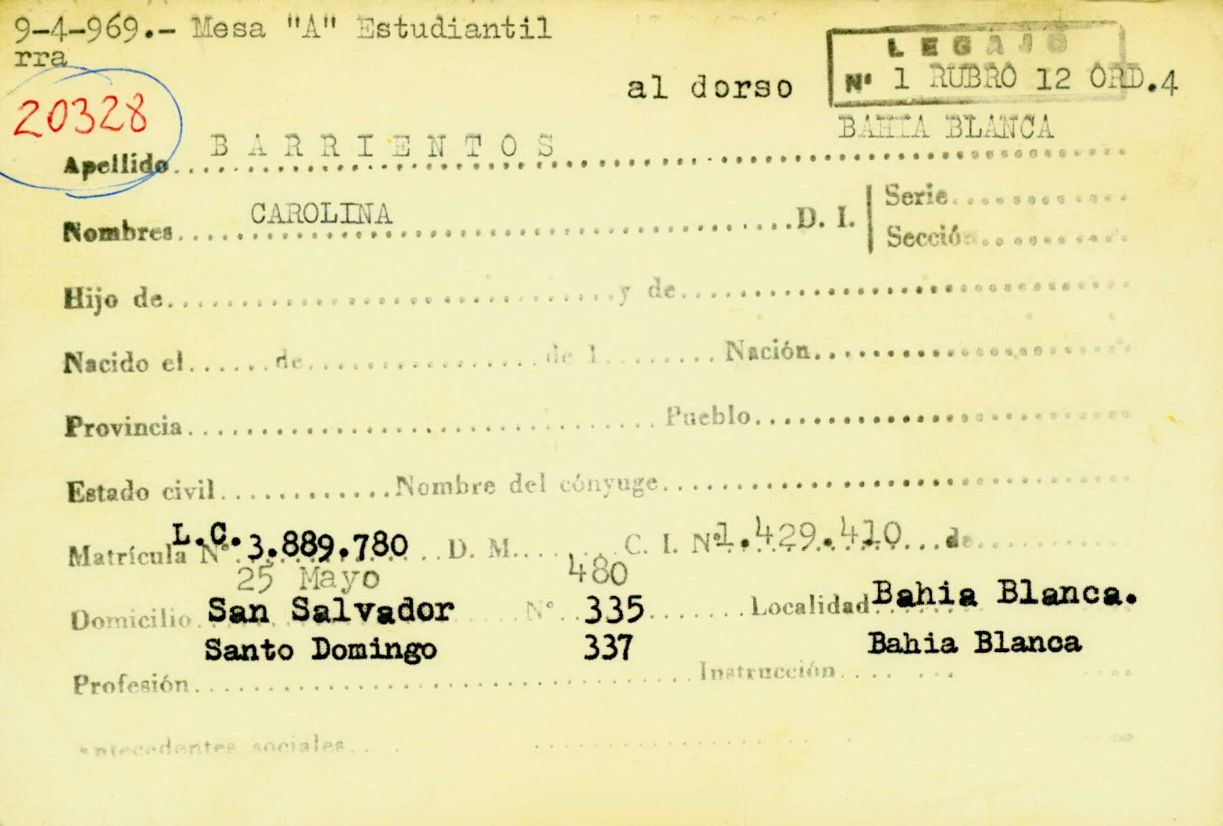 9-4-969.- Mesa "A" Estudiantil
rra
20328
al dorso
LEGAJO
Nº 1 RUBRO 12 ORD.4
BAHIA BLANCA
Apellido BARRIENTOS
Nombres CAROLINA D. I. Serie
Sección
Hijo de y de
Nacido el de de 1 Nación
Provincia Pueblo
Estado civil Nombre del cónyuge
Matrícula Nº L.C. 3.889.780 D. M. C. I. Nº 1.429.410 de
25 Mayo 480
Domicilio San Salvador Nº 335 Localidad Bahia Blanca.
Santo Domingo 337 Bahia Blanca
Profesión Instrucción
Antecedentes sociales